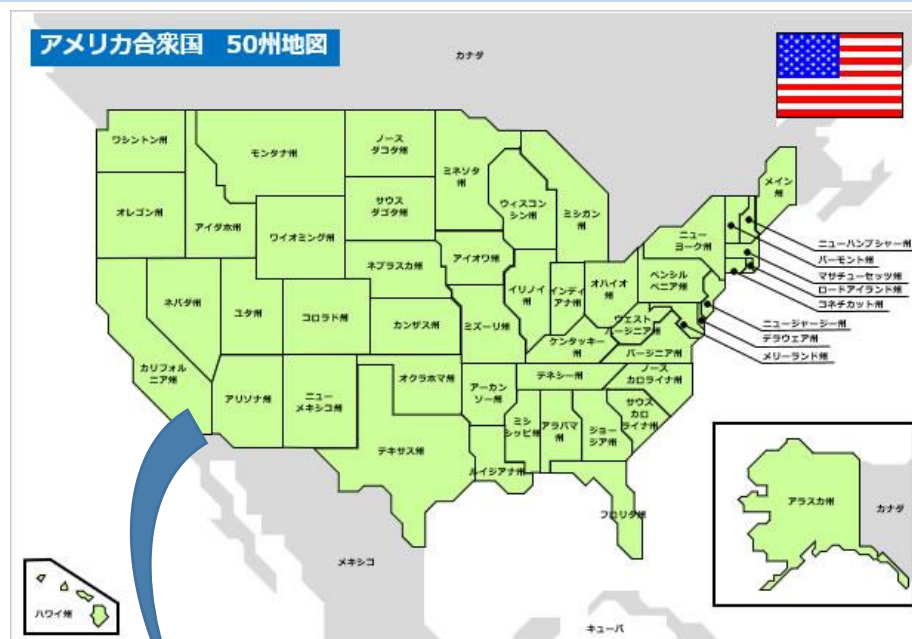 アメリカ合衆国　50州地図
カナダ
ワシントン州
モンタナ州
ノース
ダコタ州
ミネソタ
州
メイン
州
オレゴン州
アイダホ州
サウス
ダゴタ州
ウィスコン
シン州
ミシガン
州
ワイオミング州
ニュー
ヨーク州
ニューハンプシャー州
バーモント州
マサチューセッツ州
ロードアイランド州
コネチカット州
ネブラスカ州
アイオワ州
ペンシル
ベニア州
ネバダ州
ユタ州
コロラド州
カンザス州
ミズーリ州
イリノイ
州
インディ
アナ州
オハイオ
州
ウェスト
バージニア州
ニュージャージー州
デラウェア州
メリーランド州
ケンタッキー
州
バージニア州
カリフォル
ニア州
アリゾナ州
ニュー
メキシコ州
オクラホマ州
アーカン
ソー州
テネシー州
ノース
カロライナ州
サウス
カロ
ライナ州
ミシ
シッピ州
アラバマ
州
ジョー
ジア州
テキサス州
ルイジアナ州
フロリダ州
アラスカ州
カナダ
メキシコ
ハワイ州
キューバ